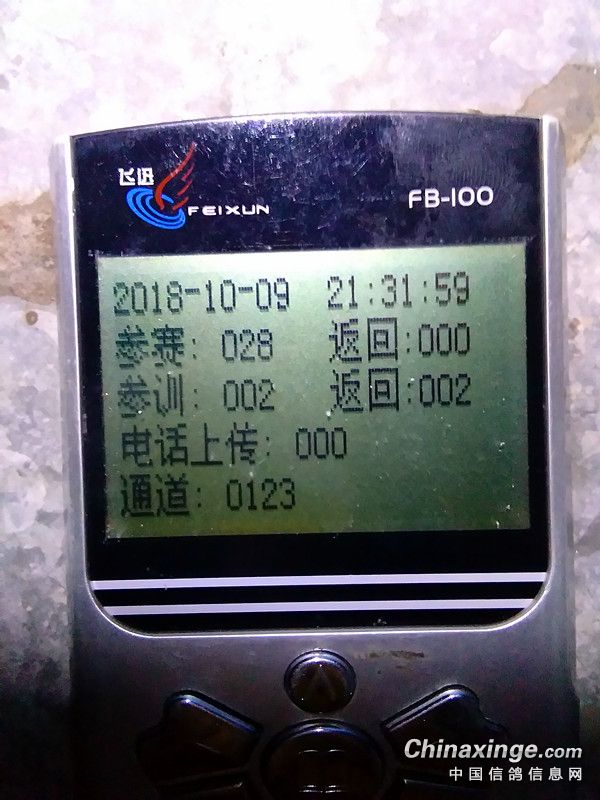 飞迅
FEIXUN
FB-100
2018-10-09 21:31:59
参赛: 028 返回:000
参训: 002 返回:002
电话上传: 000
通道: 0123
Chinaxinge.com
中国信鸽信息网